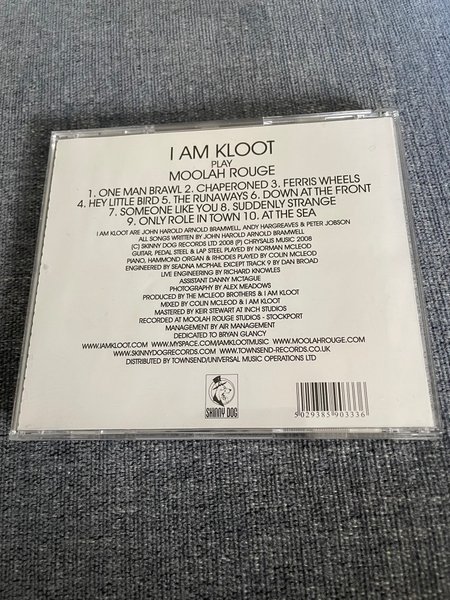 I AM KLOOT
PLAY
MOOLAH ROUGE
1. ONE MAN BRAWL 2. CHAPERONED 3. FERRIS WHEELS
4. HEY LITTLE BIRD 5. THE RUNAWAYS 6. DOWN AT THE FRONT
7. SOMEONE LIKE YOU 8. SUDDENLY STRANGE
9. ONLY ROLE IN TOWN 10. AT THE SEA
I AM KLOOT ARE JOHN HAROLD ARNOLD BRAMWELL, ANDY HARGREAVES & PETER JOBSON
ALL SONGS WRITTEN BY JOHN HAROLD ARNOLD BRAMWELL
(C) SKINNY DOG RECORDS LTD 2008 (P) CHRYSALIS MUSIC 2008
GUITAR, PEDAL STEEL & LAP STEEL PLAYED BY NORMAN MCLEOD
PIANO, HAMMOND ORGAN & RHODES PLAYED BY COLIN MCLEOD
ENGINEERED BY SEADNA MCPHAIL EXCEPT TRACK 9 BY DAN BROAD
LIVE ENGINEERING BY RICHARD KNOWLES
ASSISTANT DANNY MCTAGUE
PHOTOGRAPHY BY ALEX MEADOWS
PRODUCED BY THE MCLEOD BROTHERS & I AM KLOOT
MIXED BY COLIN MCLEOD & I AM KLOOT
MASTERED BY KEIR STEWART AT INCH STUDIOS
RECORDED AT MOOLAH ROUGE STUDIOS - STOCKPORT
MANAGEMENT BY AIR MANAGEMENT
DEDICATED TO BRYAN GLANCY
WWW.IAMKLOOT.COM WWW.MYSPACE.COM/IAMKLOOTMUSIC WWW.MOOLAHROUGE.COM
WWW.SKINNYDOGRECORDS.COM WWW.TOWNSEND-RECORDS.CO.UK
DISTRIBUTED BY TOWNSEND/UNIVERSAL MUSIC OPERATIONS LTD
SKINNY DOG
5029385903336